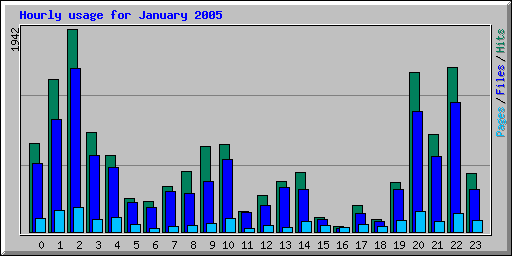 Hourly usage for January 2005
1942
Pages/Files/Hits
0 1 2 3 4 5 6 7 8 9 10 11 12 13 14 15 16 17 18 19 20 21 22 23